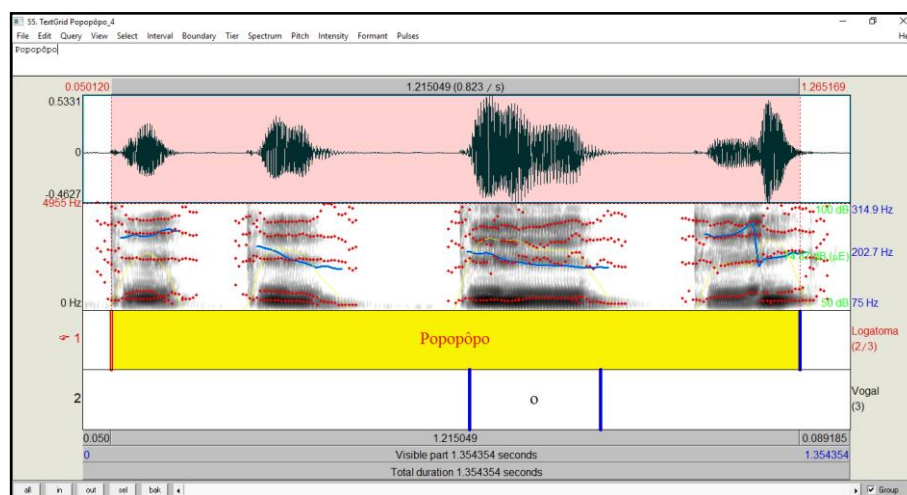 55. TextGrid Popopôpo_4
File Edit Query View Select Interval Boundary Tier Spectrum Pitch Intensity Formant Pulses He
Popopôpo
0.050120 1.215049 (0.823 / s) 1.265169
0.5331
0
-0.4627
4955 Hz 100 dB 314.9 Hz
dB (µE) 202.7 Hz
0 Hz 50 dB 75 Hz
1 Popopôpo Logatoma
(2/3)
2 o Vogal
(3)
0.050 1.215049 0.089185
0 Visible part 1.354354 seconds 1.354354
Total duration 1.354354 seconds
all in out sel bak Group